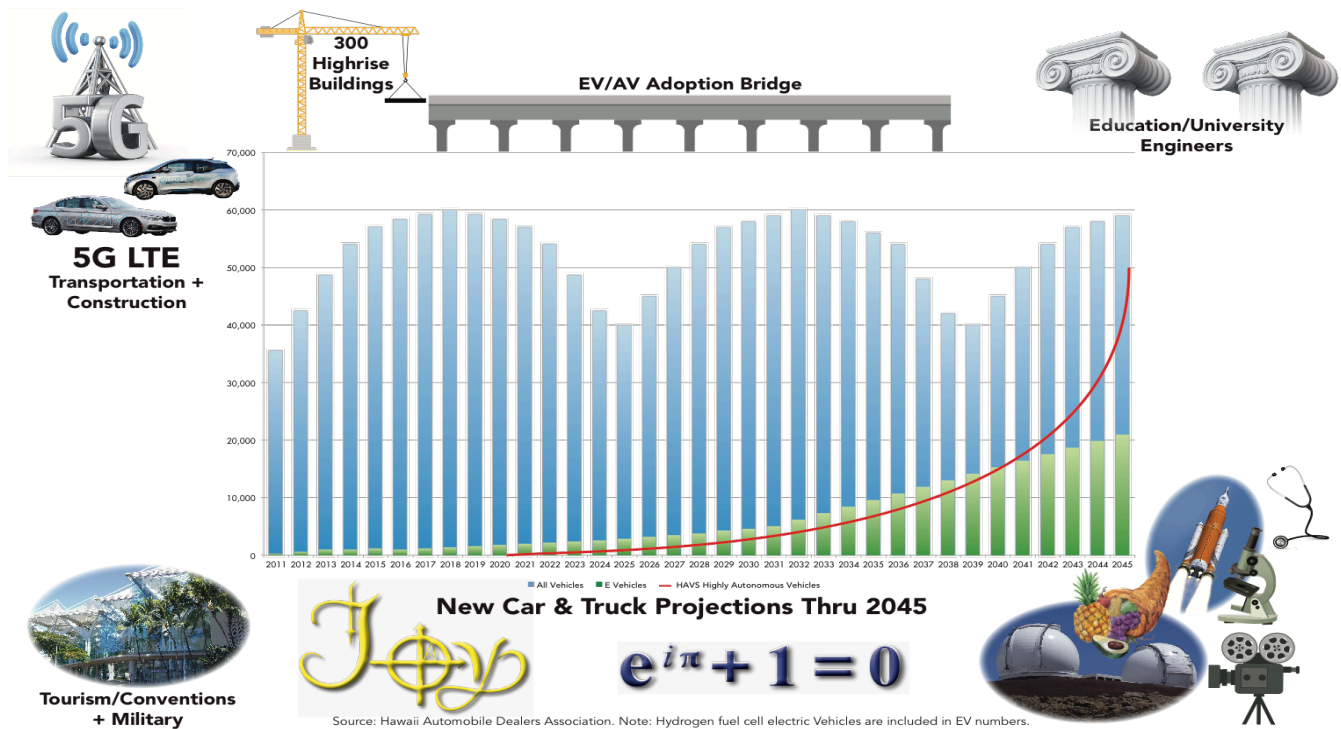 5G
300
Highrise
Buildings
EV/AV Adoption Bridge
Education/University
Engineers
5G LTE
Transportation +
Construction
70,000
60,000
50,000
40,000
30,000
20,000
10,000
0
2011 2012 2013 2014 2015 2016 2017 2018 2019 2020 2021 2022 2023 2024 2025 2026 2027 2028 2029 2030 2031 2032 2033 2034 2035 2036 2037 2038 2039 2040 2041 2042 2043 2044 2045
All Vehicles E Vehicles HAVS Highly Autonomous Vehicles
New Car & Truck Projections Thru 2045
Joy
e^{iπ} + 1 = 0
Tourism/Conventions
+ Military
Source: Hawaii Automobile Dealers Association. Note: Hydrogen fuel cell electric Vehicles are included in EV numbers.